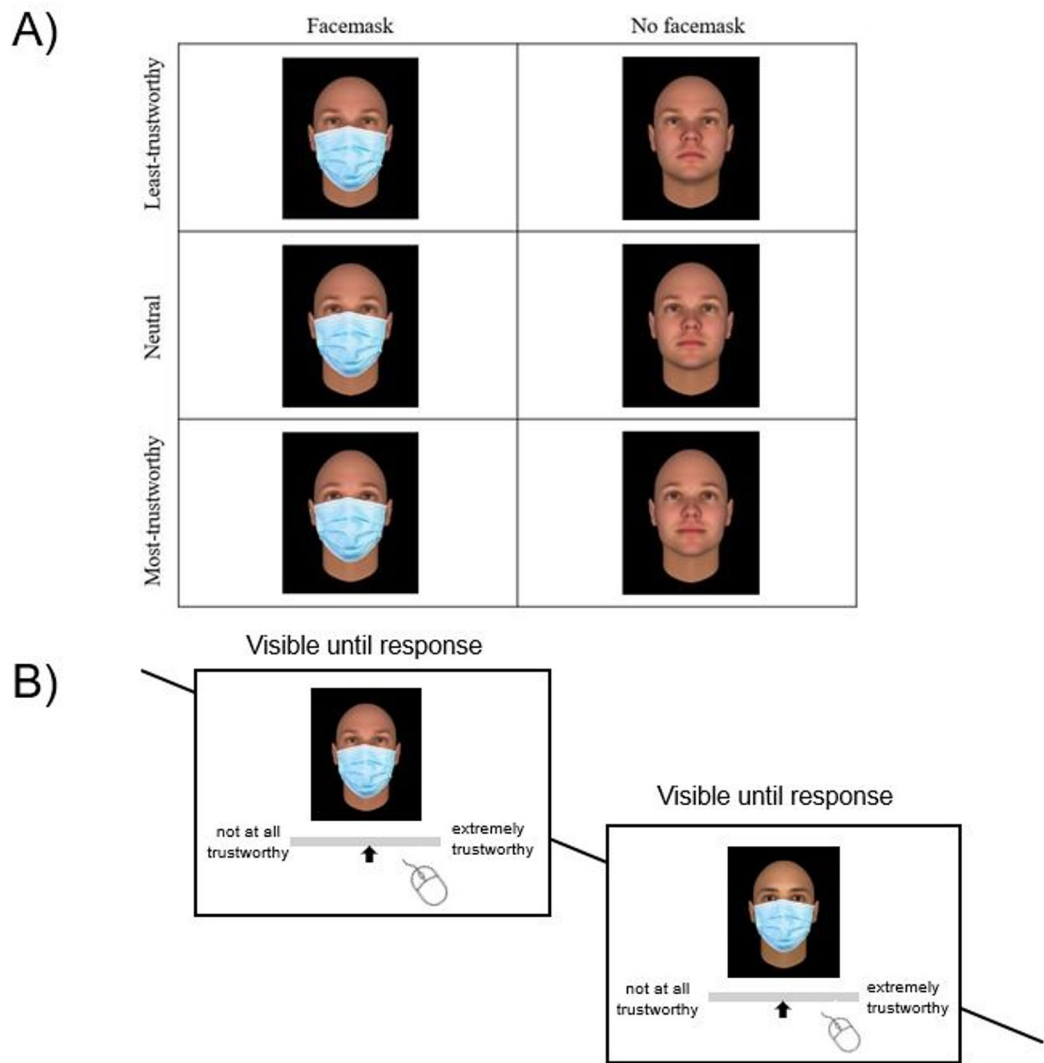 A)
Facemask
No facemask
Least-trustworthy
Neutral
Most-trustworthy
B)
Visible until response
not at all
trustworthy
extremely
trustworthy
Visible until response
not at all
trustworthy
extremely
trustworthy